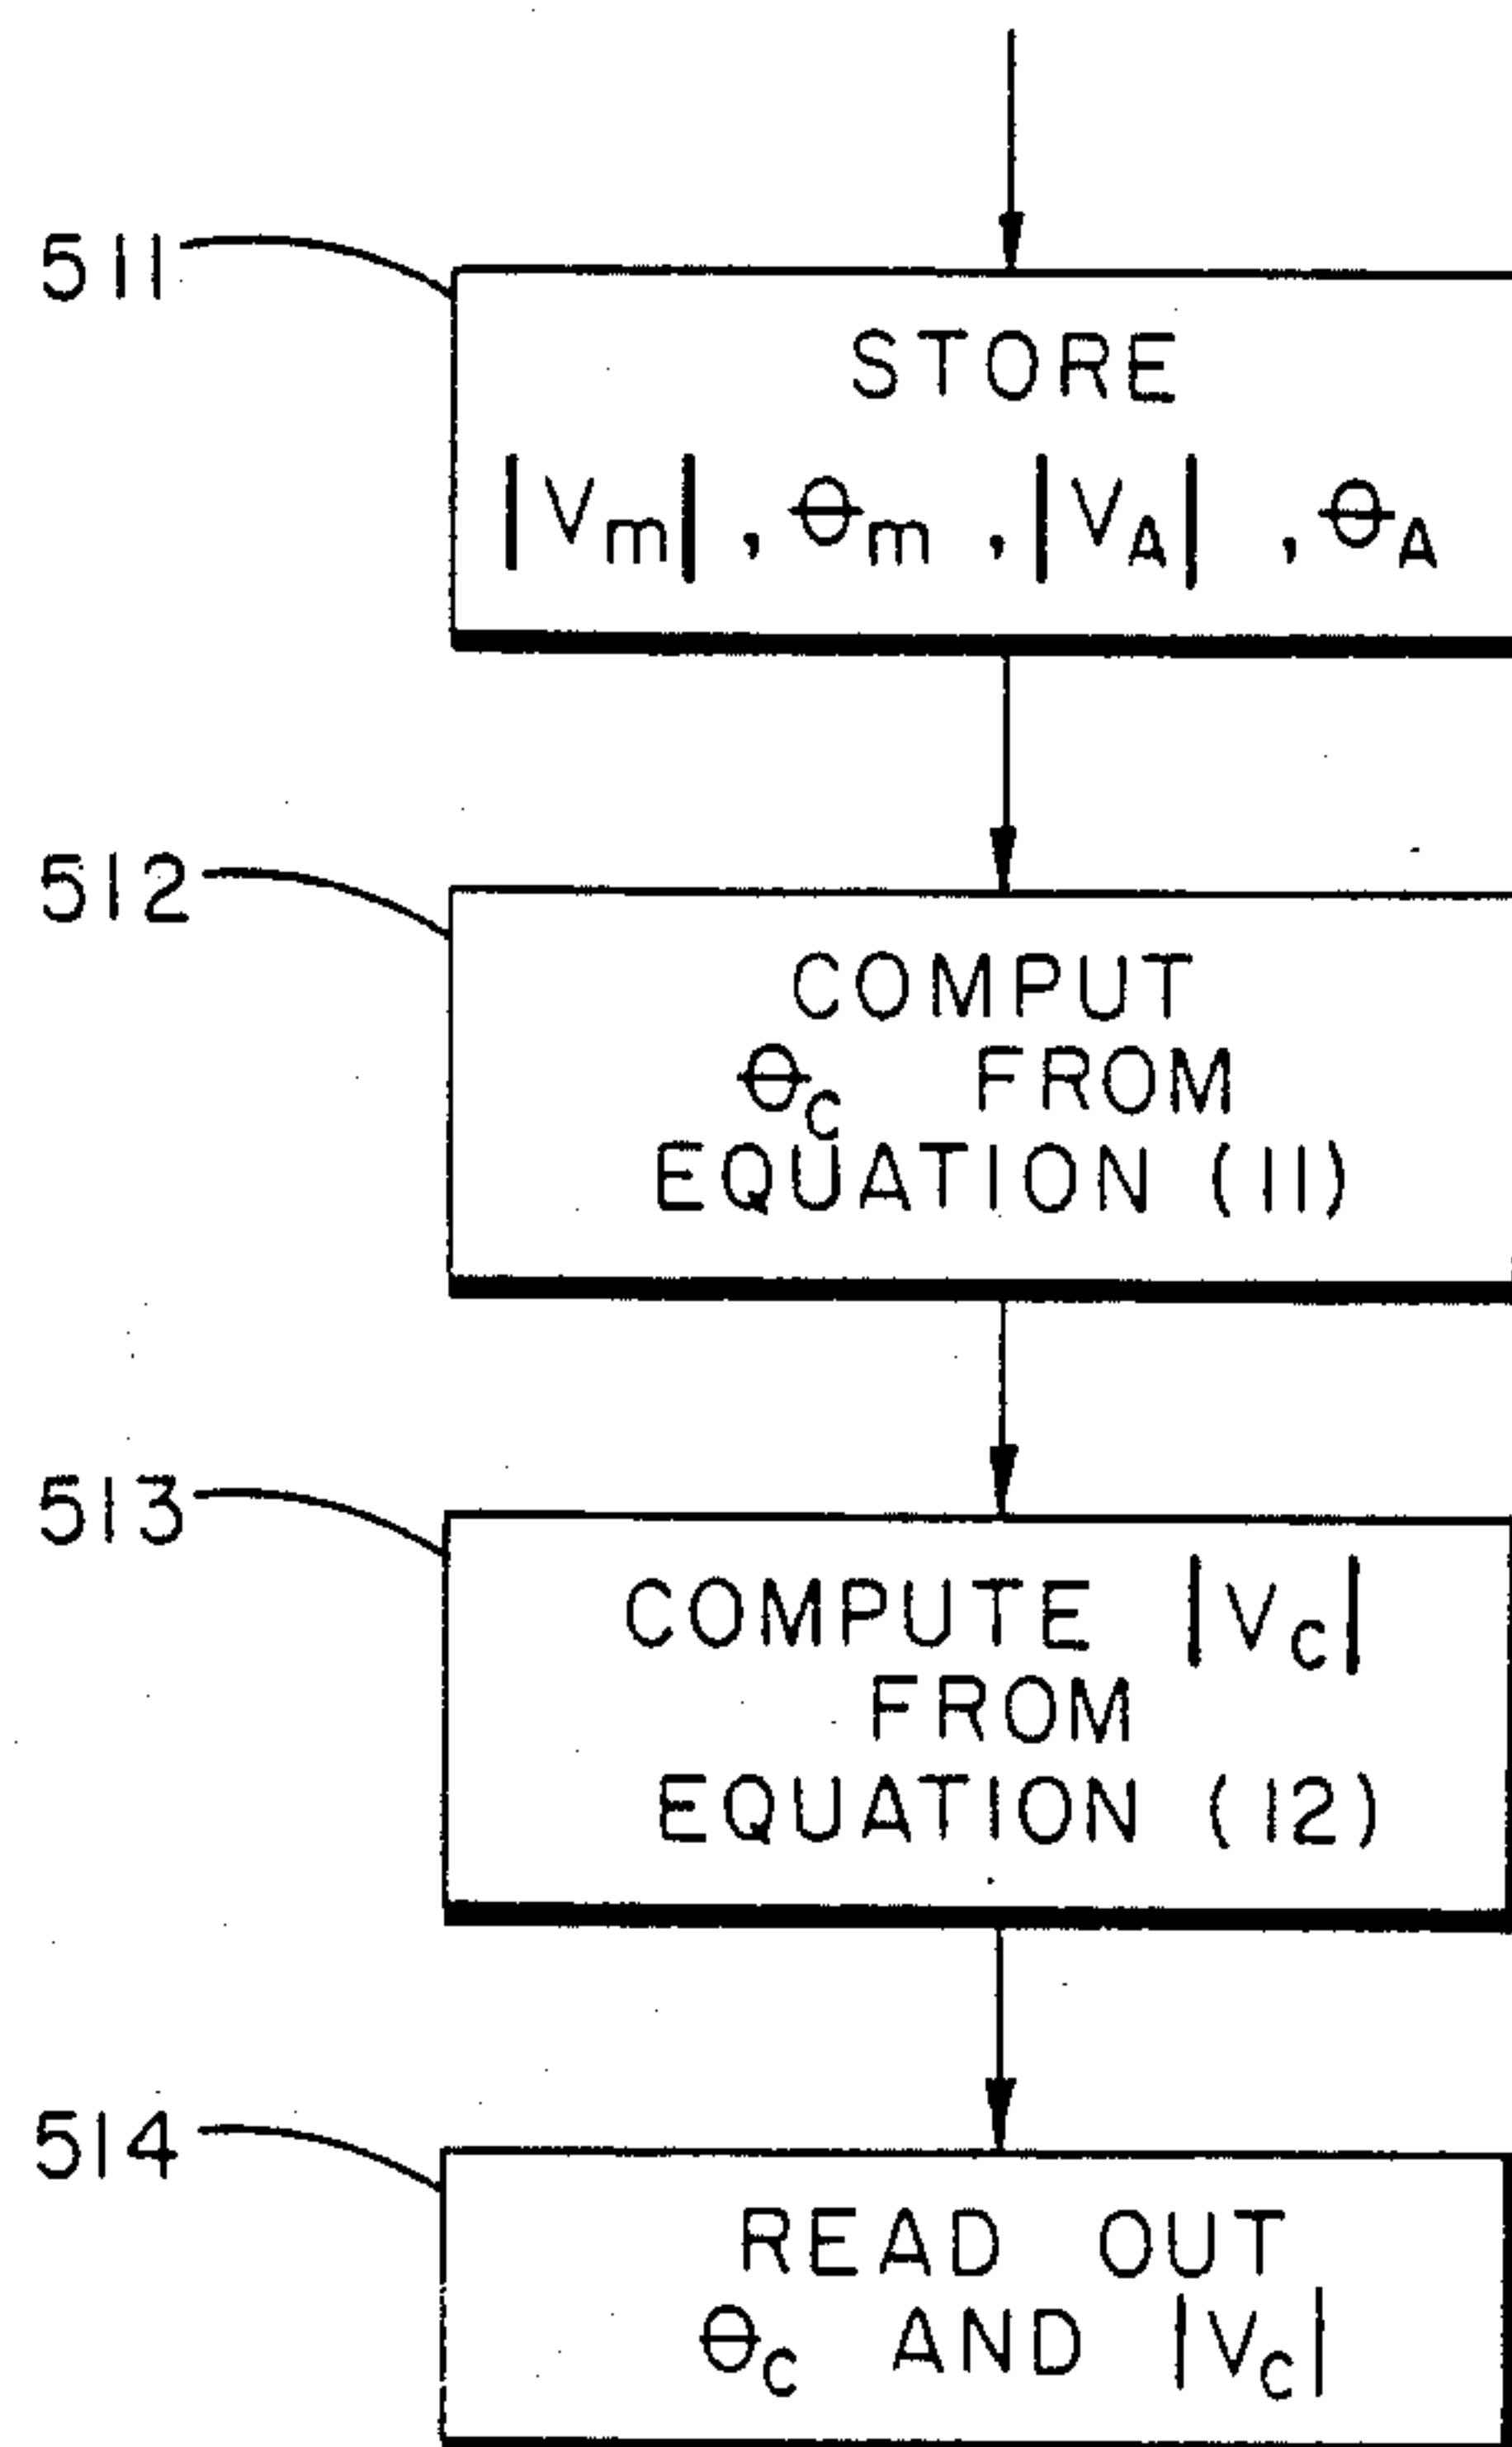 511
STORE
|Vm|, θm, |VA|, θA
512
COMPUT
θC FROM
EQUATION (11)
513
COMPUTE |VC|
FROM
EQUATION (12)
514
READ OUT
θC AND |VC|